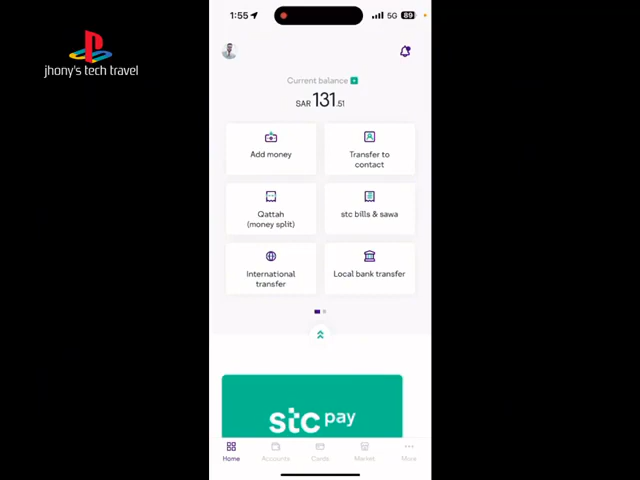 1:55
5G 89
jhony's tech travel
Current balance
SAR 131.51
Add money
Transfer to
contact
Qattah
(money split)
stc bills & sawa
International
transfer
Local bank transfer
stc pay
Home
Accounts
Cards
Market
More